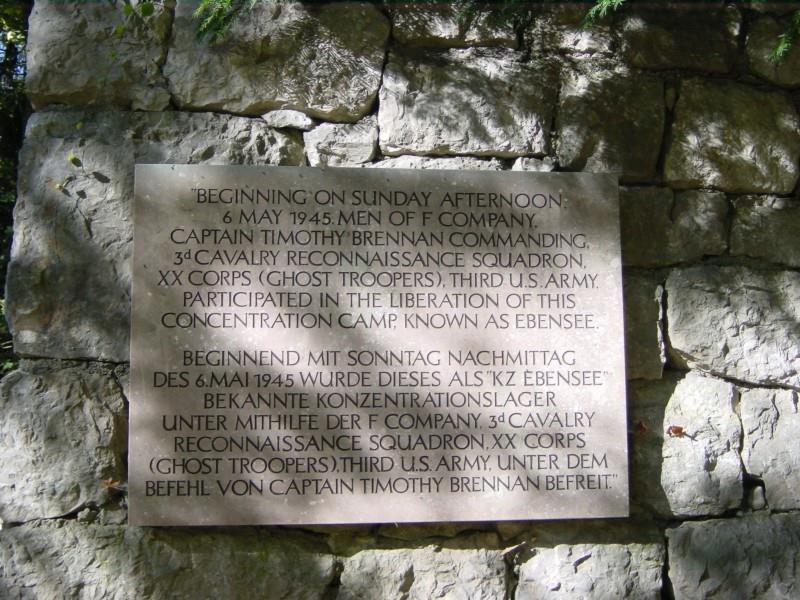 "BEGINNING ON SUNDAY AFTERNOON,
6 MAY 1945, MEN OF F COMPANY,
CAPTAIN TIMOTHY BRENNAN COMMANDING,
3d CAVALRY RECONNAISSANCE SQUADRON,
XX CORPS (GHOST TROOPERS), THIRD U.S. ARMY,
PARTICIPATED IN THE LIBERATION OF THIS
CONCENTRATION CAMP, KNOWN AS EBENSEE.
BEGINNEND MIT SONNTAG NACHMITTAG
DES 6. MAI 1945 WURDE DIESES ALS "KZ EBENSEE"
BEKANNTE KONZENTRATIONSLAGER
UNTER MITHILFE DER F COMPANY, 3d CAVALRY
RECONNAISSANCE SQUADRON, XX CORPS
(GHOST TROOPERS), THIRD U.S. ARMY, UNTER DEM
BEFEHL VON CAPTAIN TIMOTHY BRENNAN BEFREIT."